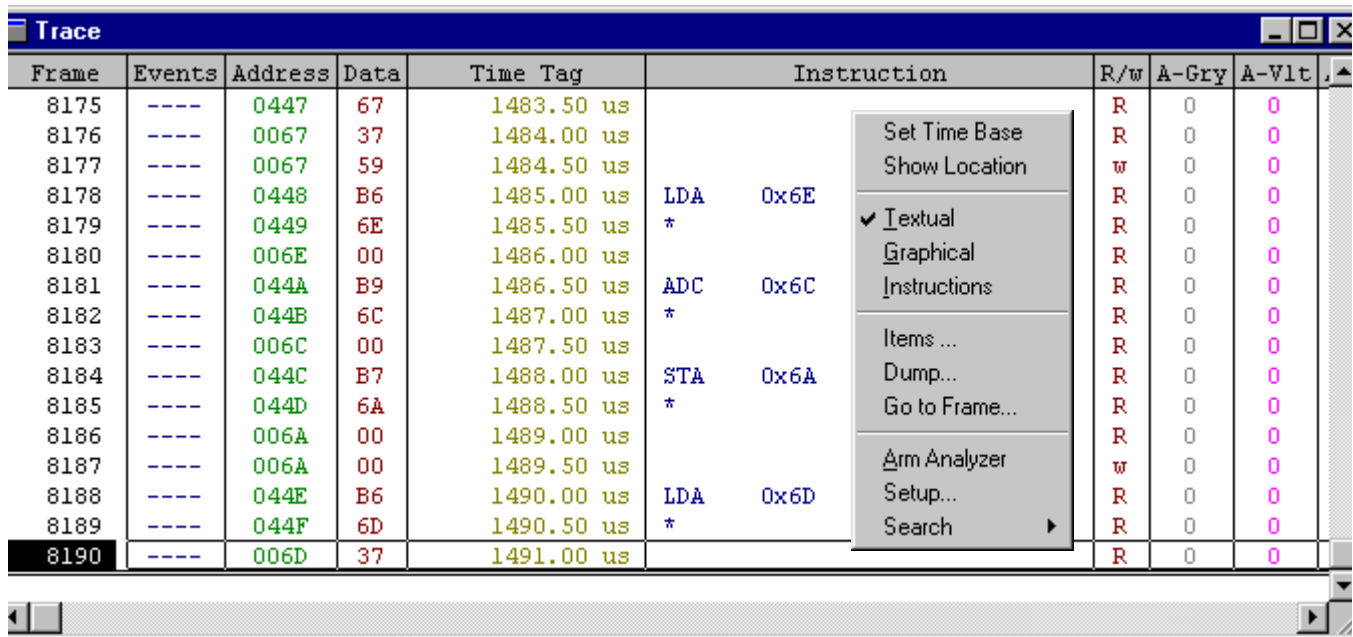 Trace
Frame Events Address Data Time Tag Instruction R/w A-Gry A-Vlt
8175 ---- 0447 67 1483.50 us R 0 0
8176 ---- 0067 37 1484.00 us R 0 0
8177 ---- 0067 59 1484.50 us w 0 0
8178 ---- 0448 B6 1485.00 us LDA 0x6E R 0 0
8179 ---- 0449 6E 1485.50 us * R 0 0
8180 ---- 006E 00 1486.00 us R 0 0
8181 ---- 044A B9 1486.50 us ADC 0x6C R 0 0
8182 ---- 044B 6C 1487.00 us * R 0 0
8183 ---- 006C 00 1487.50 us R 0 0
8184 ---- 044C B7 1488.00 us STA 0x6A R 0 0
8185 ---- 044D 6A 1488.50 us * R 0 0
8186 ---- 006A 00 1489.00 us R 0 0
8187 ---- 006A 00 1489.50 us w 0 0
8188 ---- 044E B6 1490.00 us LDA 0x6D R 0 0
8189 ---- 044F 6D 1490.50 us * R 0 0
8190 ---- 006D 37 1491.00 us R 0 0
Set Time Base
Show Location
Textual
Graphical
Instructions
Items ...
Dump...
Go to Frame...
Arm Analyzer
Setup...
Search